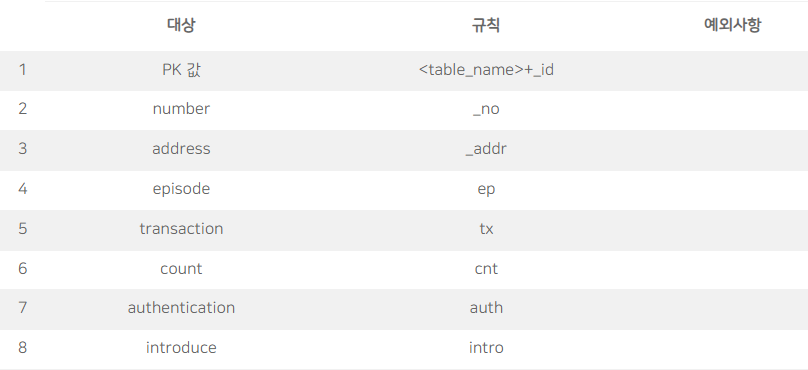 대상 규칙 예외사항
1 PK 값 <table_name>+_id
2 number _no
3 address _addr
4 episode ep
5 transaction tx
6 count cnt
7 authentication auth
8 introduce intro